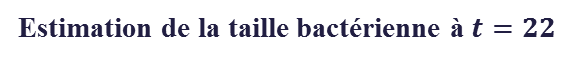 Estimation de la taille bactérienne à t = 22